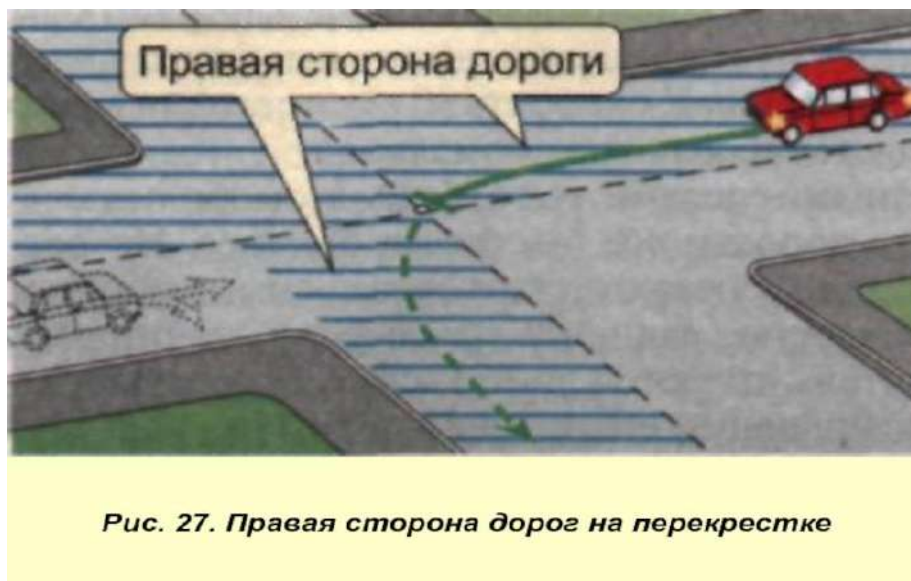 Правая сторона дороги
Рис. 27. Правая сторона дорог на перекрестке